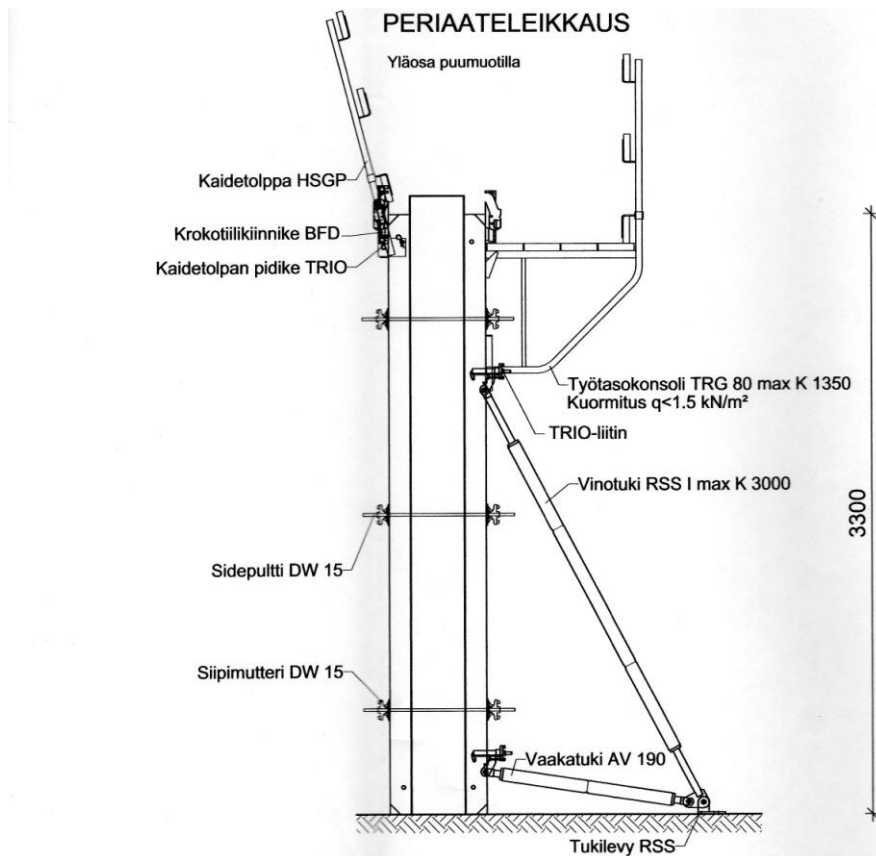 PERIAATELEIKKAUS
Yläosa puumuotilla
Kaidetolppa HSGP
Krokotiilikiinnike BFD
Kaidetolpan pidike TRIO
Työtasokonsoli TRG 80 max K 1350
Kuormitus q<1.5 kN/m²
TRIO-liitin
Vinotuki RSS I max K 3000
3300
Sidepultti DW 15
Siipimutteri DW 15
Vaakatuki AV 190
Tukilevy RSS